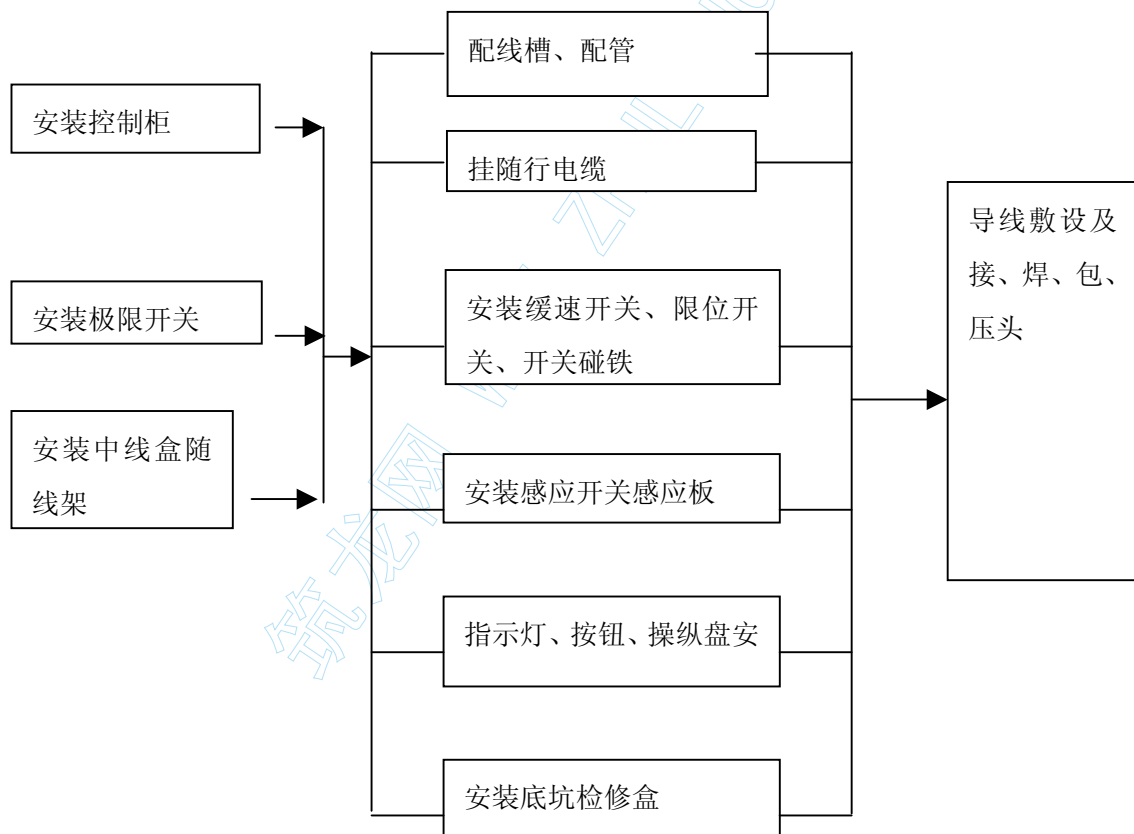 安装控制柜
安装极限开关
安装中线盒随
线架
配线槽、配管
挂随行电缆
安装缓速开关、限位开
关、开关碰铁
安装感应开关感应板
指示灯、按钮、操纵盘安
安装底坑检修盒
导线敷设及
接、焊、包、
压头
筑龙网 W